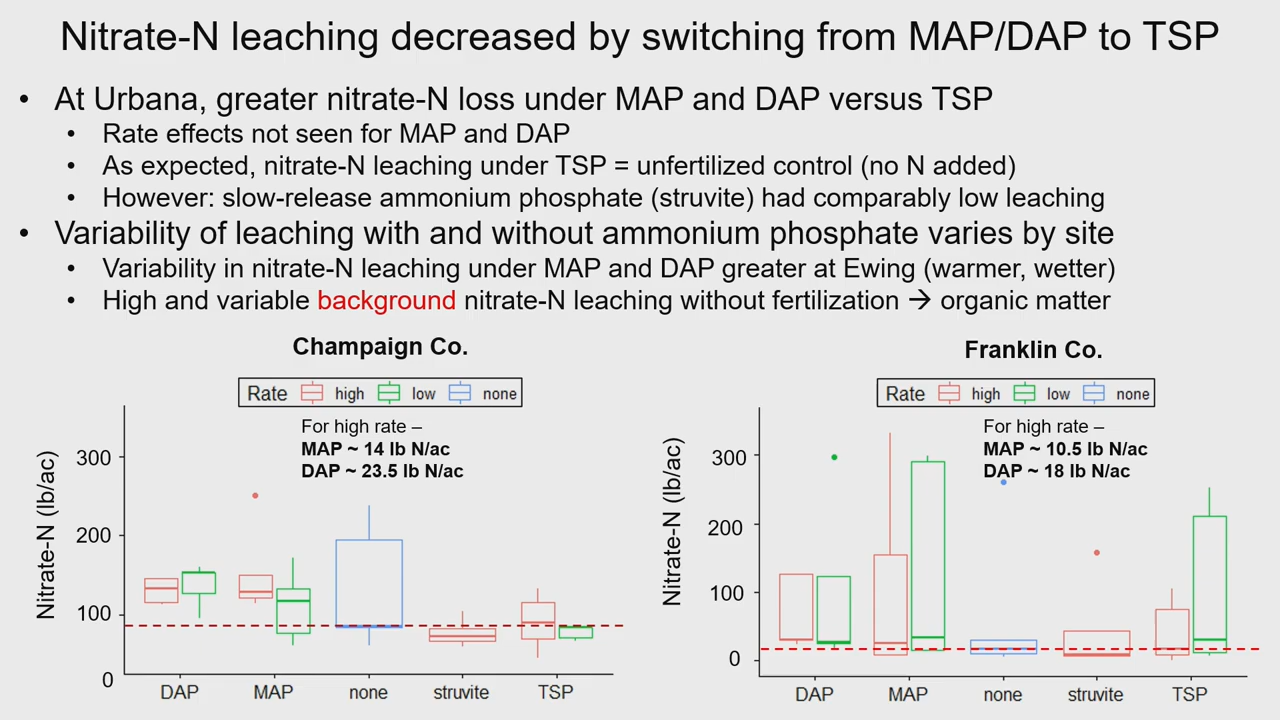 Nitrate-N leaching decreased by switching from MAP/DAP to TSP
• At Urbana, greater nitrate-N loss under MAP and DAP versus TSP
• Rate effects not seen for MAP and DAP
• As expected, nitrate-N leaching under TSP = unfertilized control (no N added)
• However: slow-release ammonium phosphate (struvite) had comparably low leaching
• Variability of leaching with and without ammonium phosphate varies by site
• Variability in nitrate-N leaching under MAP and DAP greater at Ewing (warmer, wetter)
• High and variable background nitrate-N leaching without fertilization → organic matter
Champaign Co.
Rate high low none
For high rate –
MAP ~ 14 lb N/ac
DAP ~ 23.5 lb N/ac
Nitrate-N (lb/ac)
300
200
100
0
DAP MAP none struvite TSP
Franklin Co.
Rate high low none
For high rate –
MAP ~ 10.5 lb N/ac
DAP ~ 18 lb N/ac
Nitrate-N (lb/ac)
300
200
100
0
DAP MAP none struvite TSP